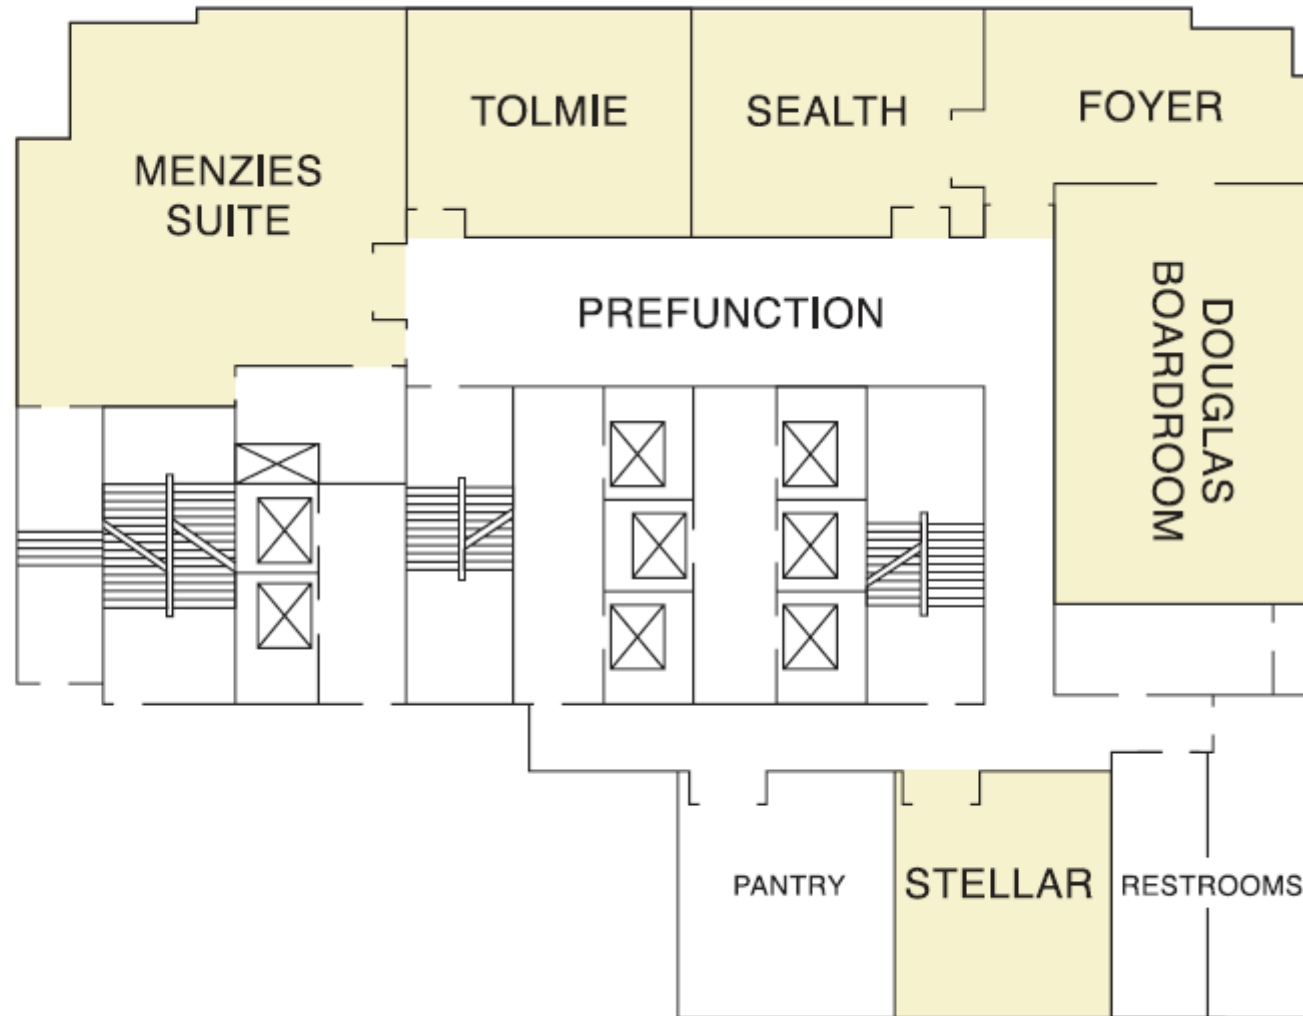 MENZIES
SUITE
TOLMIE
SEALTH
FOYER
PREFUNCTION
DOUGLAS
BOARDROOM
PANTRY
STELLAR
RESTROOMS